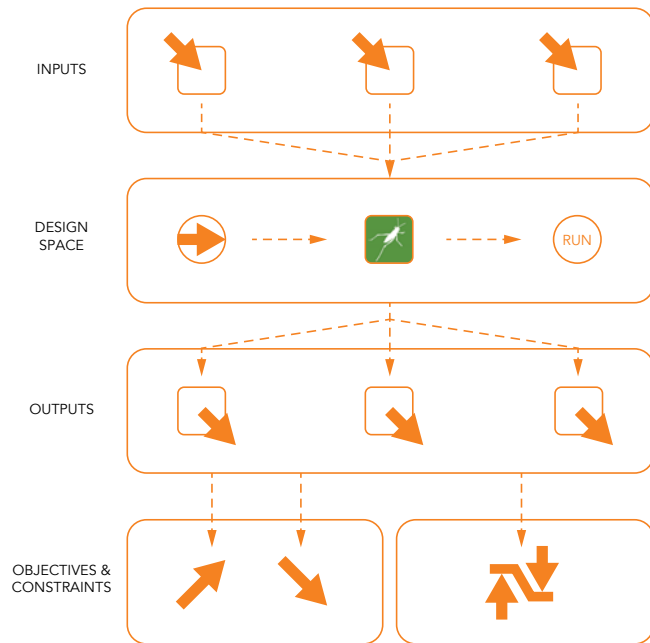 INPUTS
DESIGN
SPACE
RUN
OUTPUTS
OBJECTIVES &
CONSTRAINTS